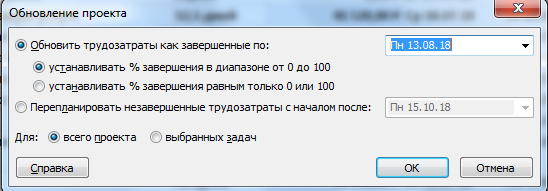 Обновление проекта
Обновить трудозатраты как завершенные по: Пн 13.08.18
устанавливать % завершения в диапазоне от 0 до 100
устанавливать % завершения равным только 0 или 100
Перепланировать незавершенные трудозатраты с началом после: Пн 15.10.18
Для: всего проекта выбранных задач
Справка ОК Отмена